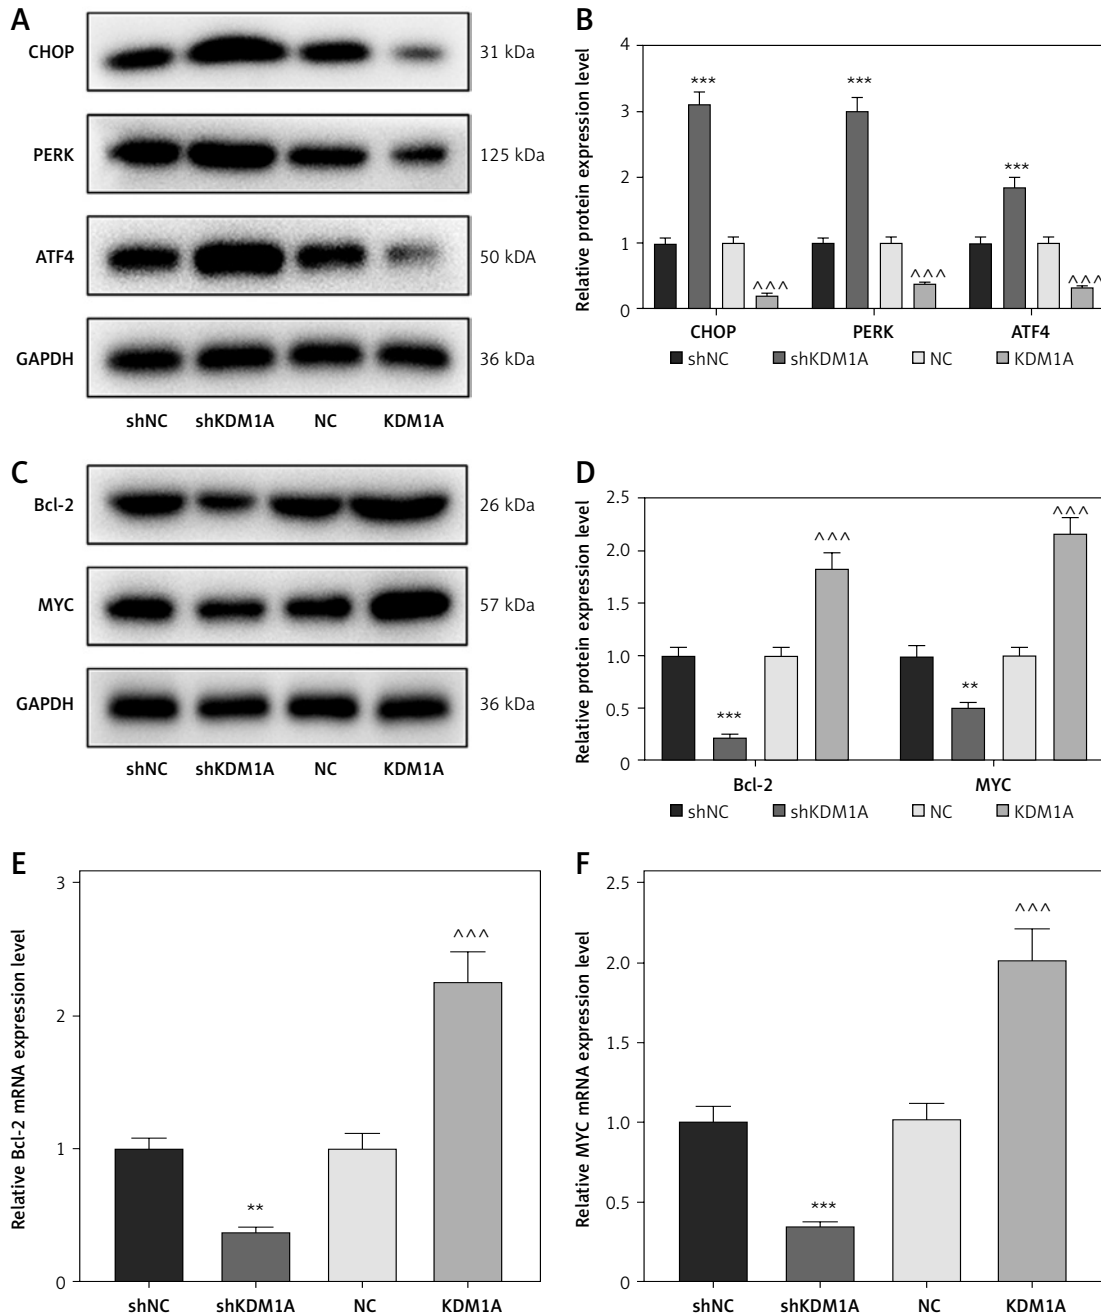 A
CHOP 31 kDa
PERK 125 kDa
ATF4 50 kDA
GAPDH 36 kDa
shNC shKDM1A NC KDM1A
B
Relative protein expression level
4
3
2
1
0
*** *** ***
^^^ ^^^ ^^^
CHOP PERK ATF4
shNC shKDM1A NC KDM1A
C
Bcl-2 26 kDa
MYC 57 kDa
GAPDH 36 kDa
shNC shKDM1A NC KDM1A
D
Relative protein expression level
2.5
2.0
1.5
1.0
0.5
0
*** ^^^ ** ^^^
Bcl-2 MYC
shNC shKDM1A NC KDM1A
E
Relative Bcl-2 mRNA expression level
3
2
1
0
** ^^^
shNC shKDM1A NC KDM1A
F
Relative MYC mRNA expression level
2.5
2.0
1.5
1.0
0.5
0
*** ^^^
shNC shKDM1A NC KDM1A